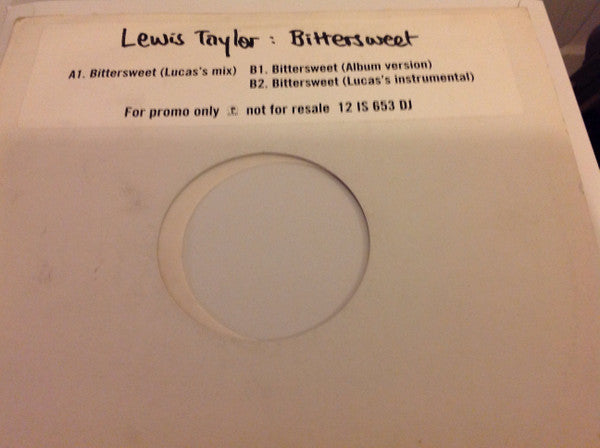 Lewis Taylor : Bittersweet
A1. Bittersweet (Lucas's mix)
B1. Bittersweet (Album version)
B2. Bittersweet (Lucas's instrumental)
For promo only not for resale 12 IS 653 DJ